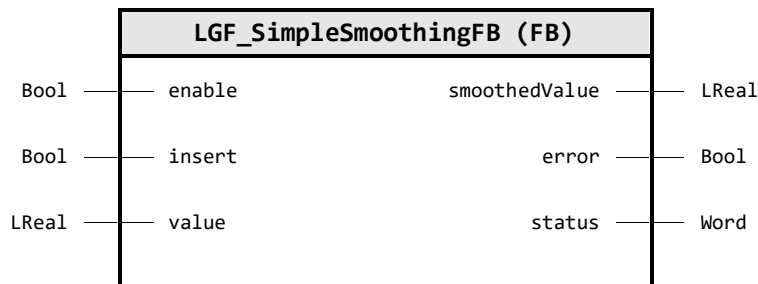 LGF_SimpleSmoothingFB (FB)
Bool enable smoothedValue LReal
Bool insert error Bool
LReal value status Word